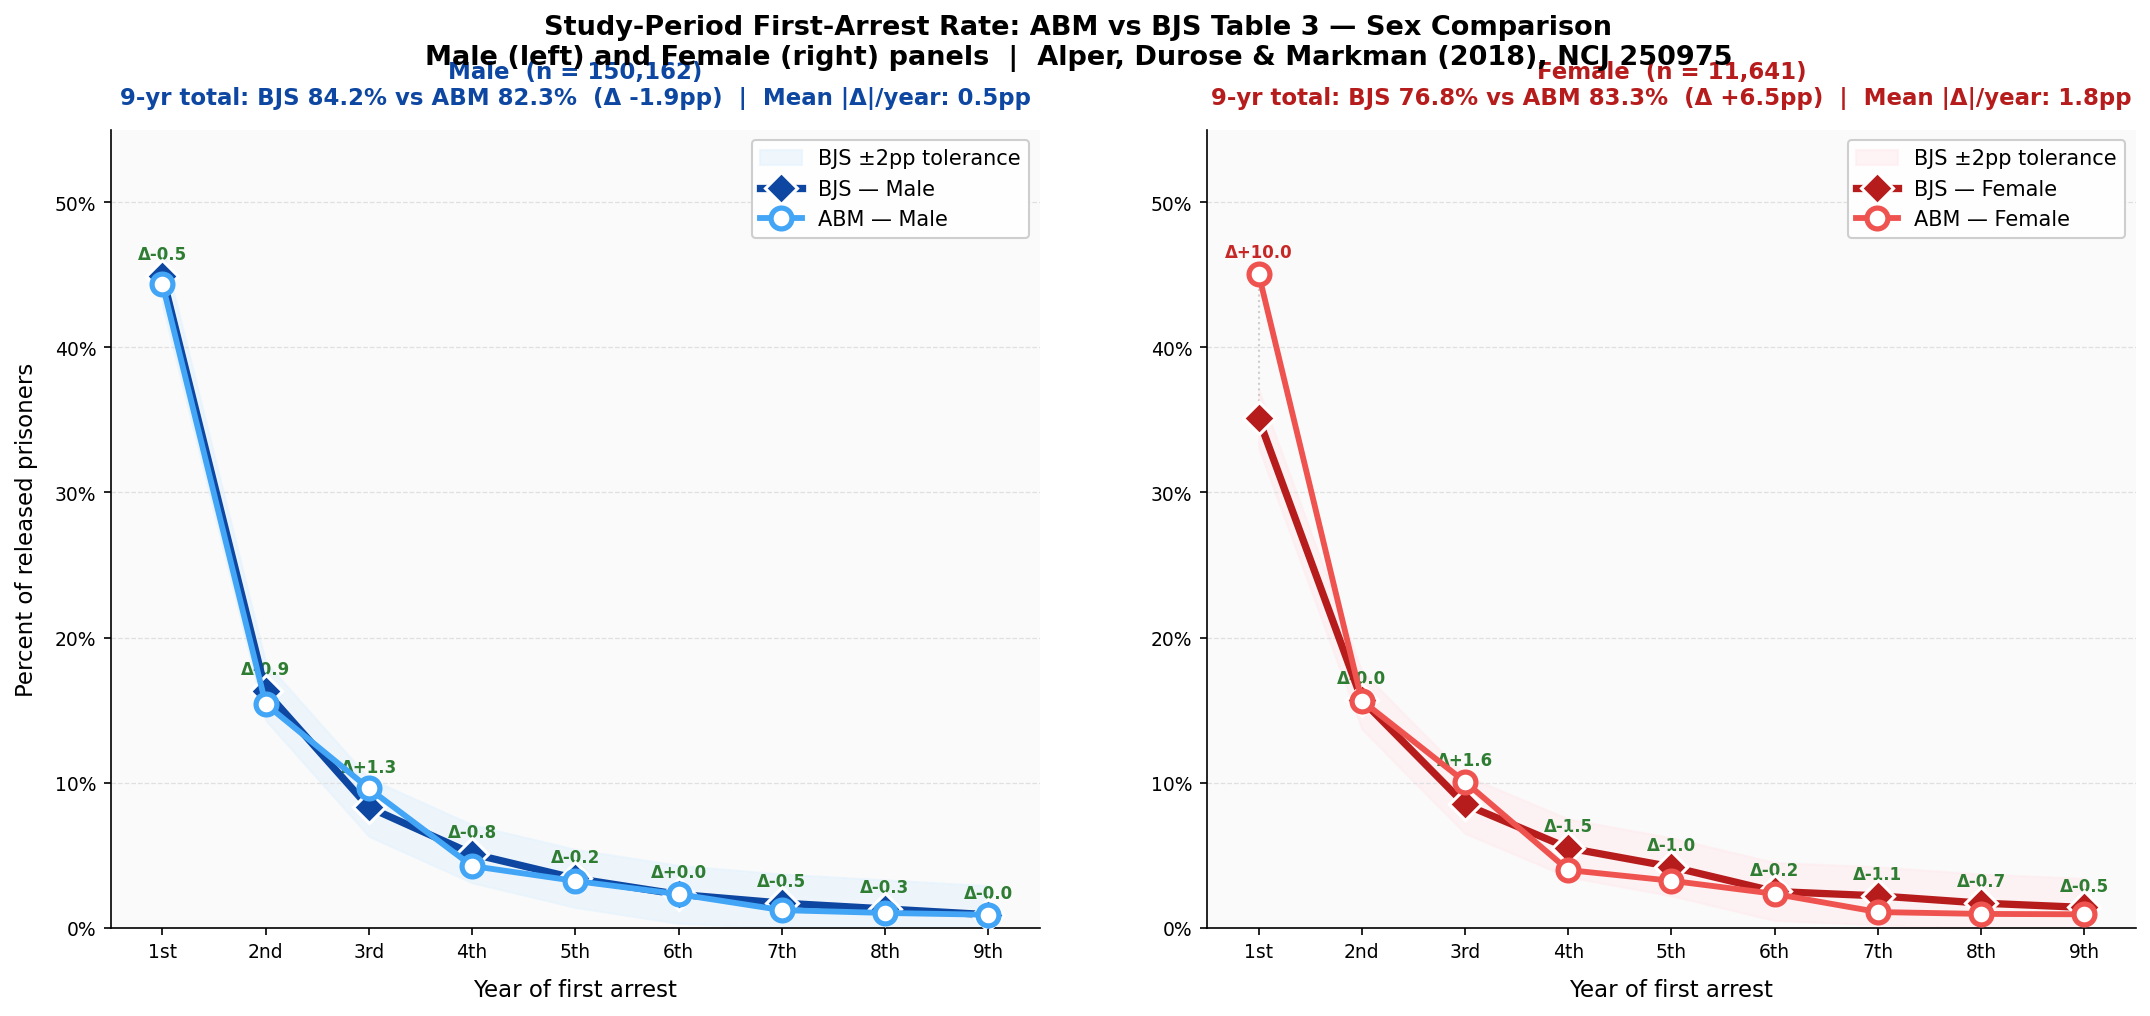 Study-Period First-Arrest Rate: ABM vs BJS Table 3 — Sex Comparison
Male (left) and Female (right) panels | Alper, Durose & Markman (2018), NCJ 250975
Male (n = 150,162)
9-yr total: BJS 84.2% vs ABM 82.3% (Δ -1.9pp) | Mean |Δ|/year: 0.5pp
BJS ±2pp tolerance
BJS — Male
ABM — Male
Percent of released prisoners
50%
40%
30%
20%
10%
0%
Δ-0.5
Δ-0.9
Δ+1.3
Δ-0.8
Δ-0.2
Δ+0.0
Δ-0.5
Δ-0.3
Δ-0.0
1st
2nd
3rd
4th
5th
6th
7th
8th
9th
Year of first arrest
Female (n = 11,641)
9-yr total: BJS 76.8% vs ABM 83.3% (Δ +6.5pp) | Mean |Δ|/year: 1.8pp
BJS ±2pp tolerance
BJS — Female
ABM — Female
50%
40%
30%
20%
10%
0%
Δ+10.0
Δ-0.0
Δ+1.6
Δ-1.5
Δ-1.0
Δ-0.2
Δ-1.1
Δ-0.7
Δ-0.5
1st
2nd
3rd
4th
5th
6th
7th
8th
9th
Year of first arrest